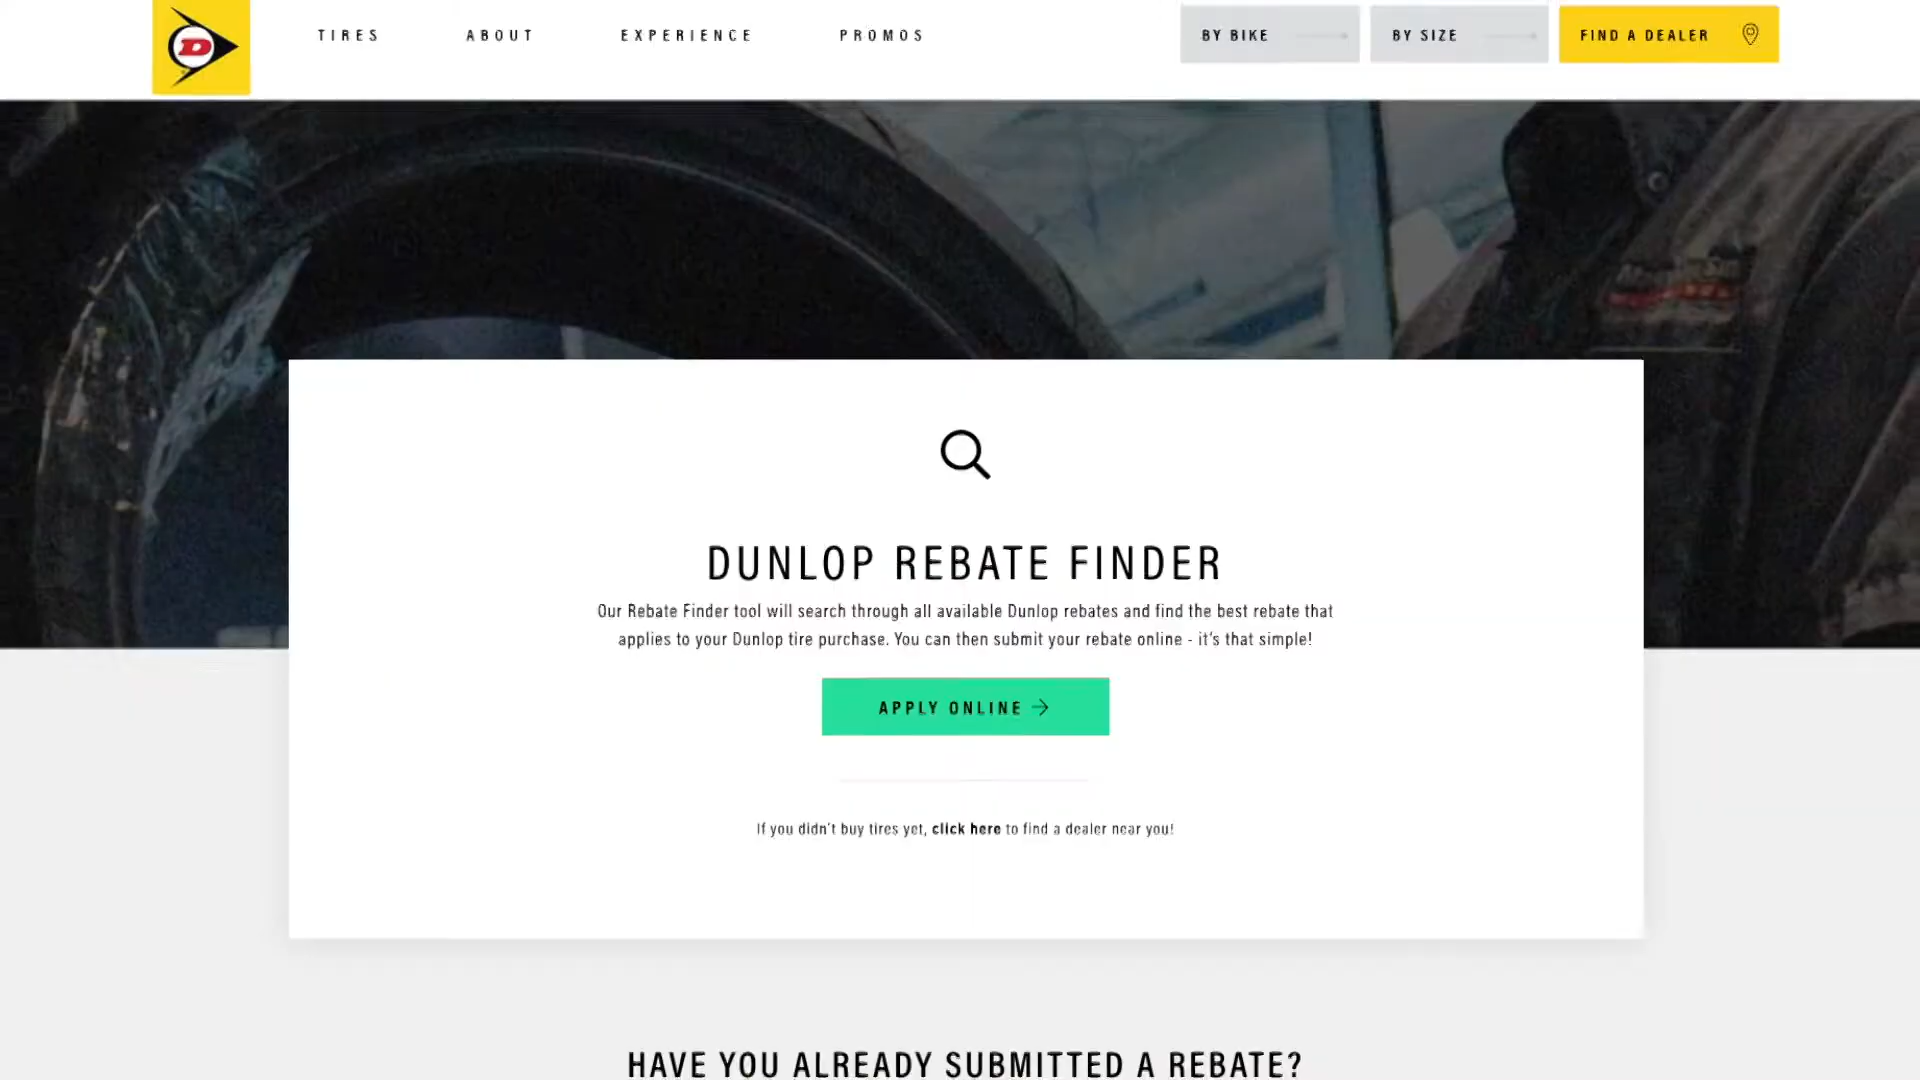 D
TIRES
ABOUT
EXPERIENCE
PROMOS
BY BIKE
BY SIZE
FIND A DEALER
DUNLOP REBATE FINDER
Our Rebate Finder tool will search through all available Dunlop rebates and find the best rebate that
applies to your Dunlop tire purchase. You can then submit your rebate online - it's that simple!
APPLY ONLINE
If you didn't buy tires yet, click here to find a dealer near you!
HAVE YOU ALREADY SUBMITTED A REBATE?